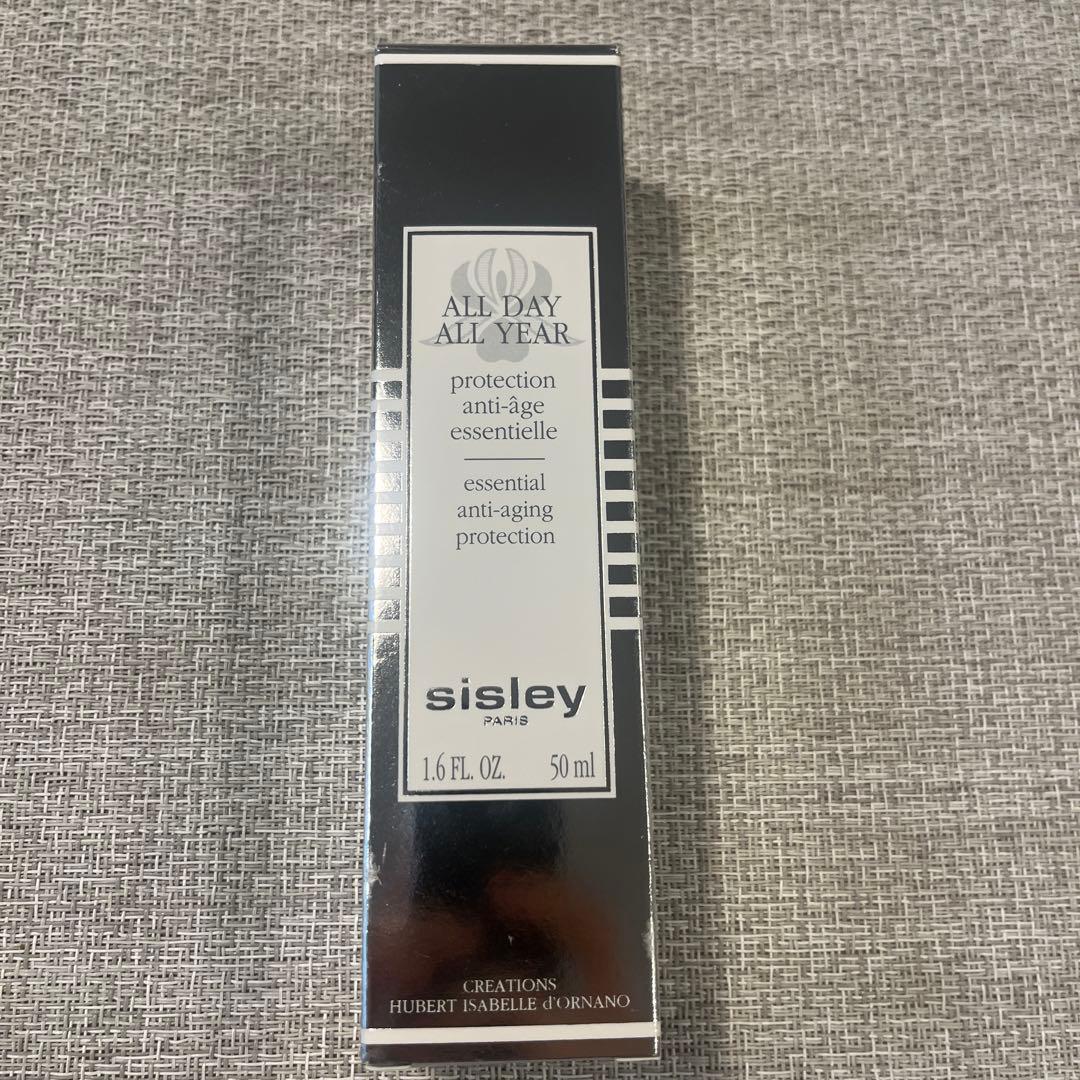 ALL DAY
ALL YEAR
protection
anti-âge
essentielle
essential
anti-aging
protection
sisley
PARIS
1.6 FL. OZ. 50 ml
CREATIONS
HUBERT ISABELLE d'ORNANO